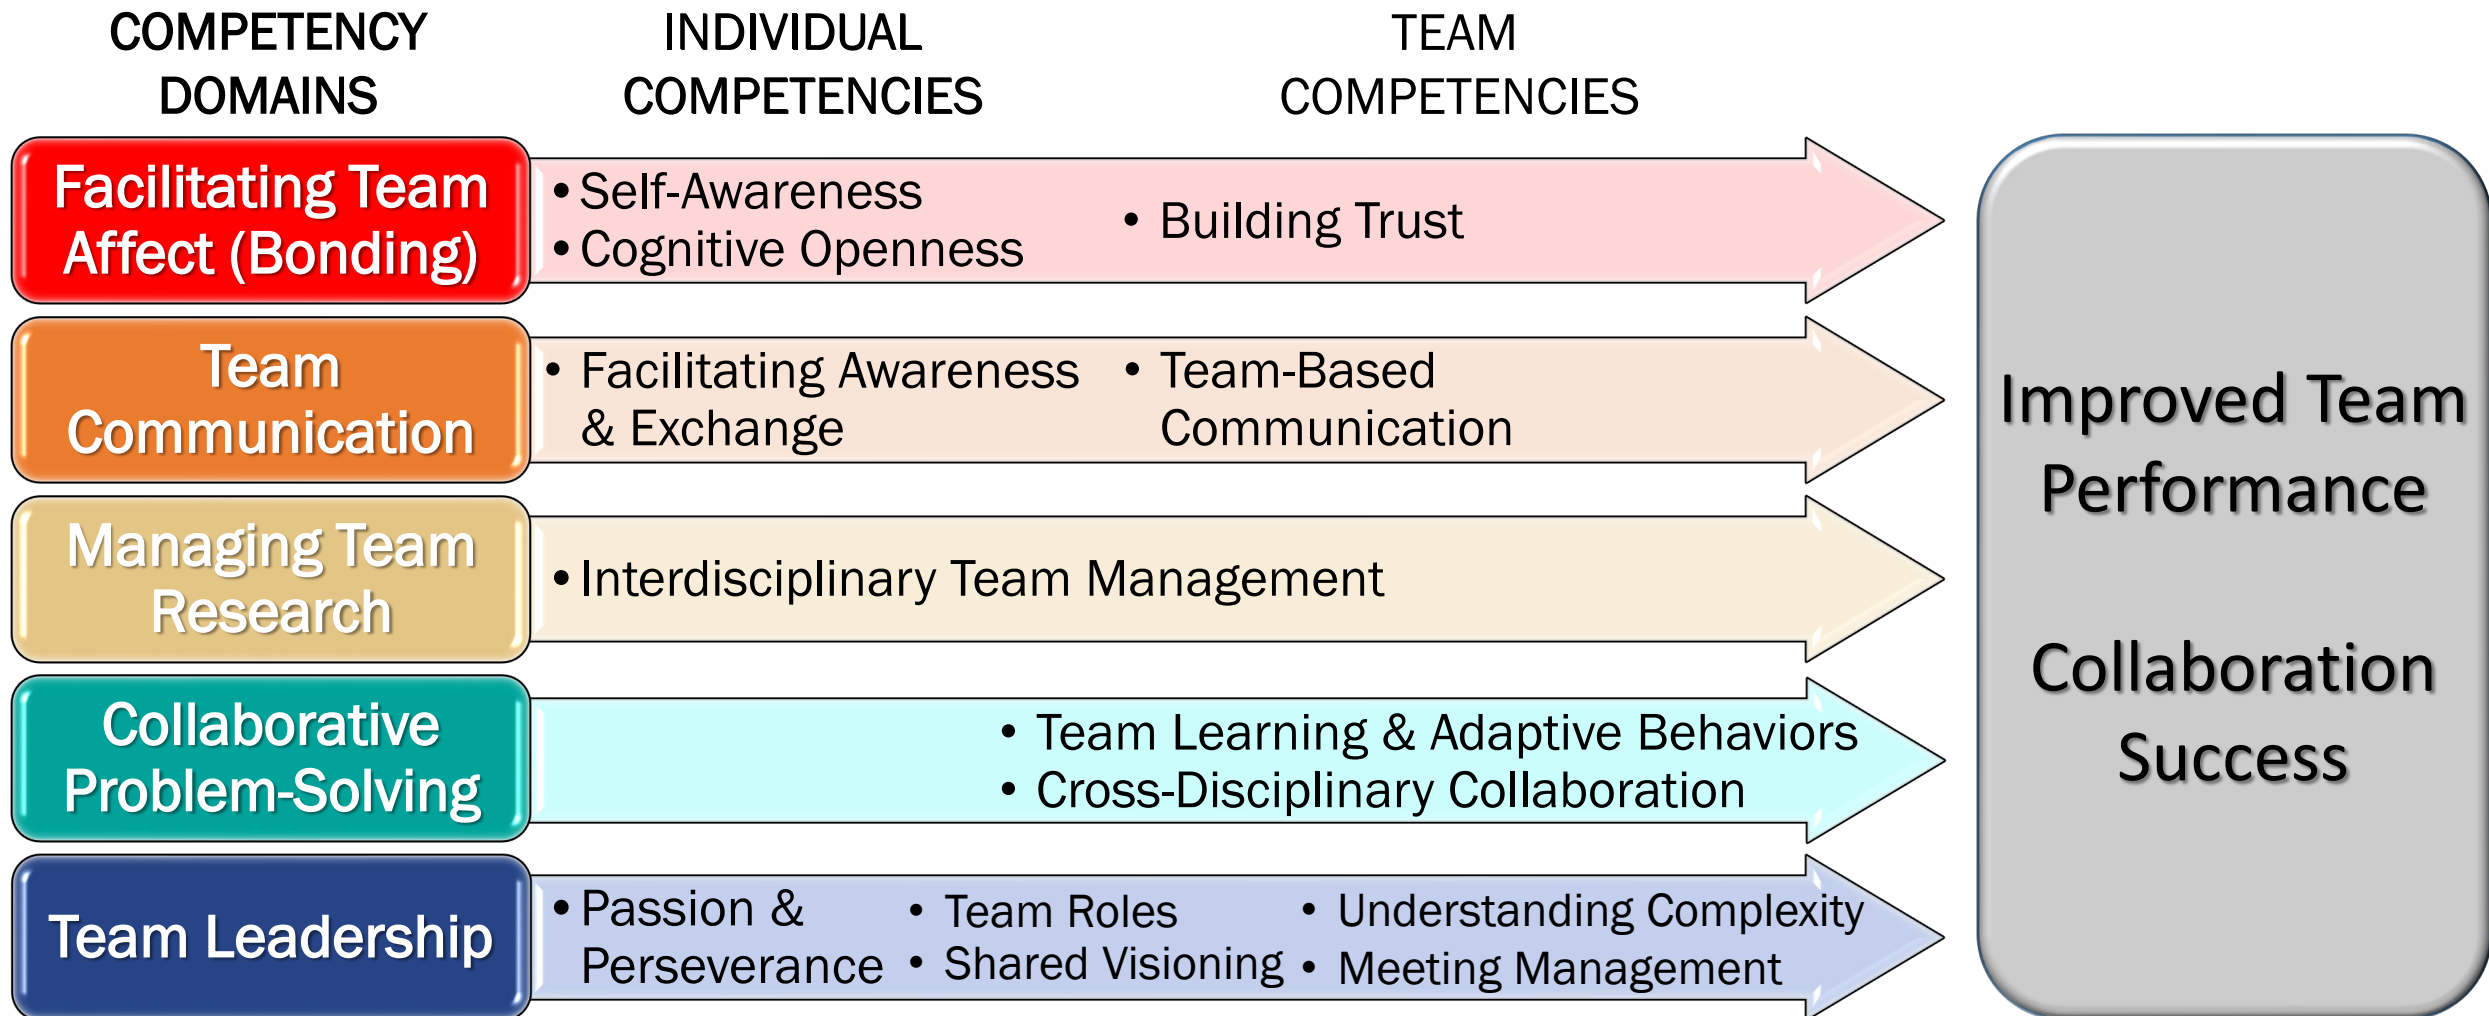 COMPETENCY
DOMAINS
INDIVIDUAL
COMPETENCIES
TEAM
COMPETENCIES
Facilitating Team
Affect (Bonding)
• Self-Awareness
• Cognitive Openness
• Building Trust
Team
Communication
• Facilitating Awareness
& Exchange
• Team-Based
Communication
Managing Team
Research
• Interdisciplinary Team Management
Collaborative
Problem-Solving
• Team Learning & Adaptive Behaviors
• Cross-Disciplinary Collaboration
Team Leadership
• Passion &
Perseverance
• Team Roles
• Shared Visioning
• Understanding Complexity
• Meeting Management
Improved Team
Performance
Collaboration
Success